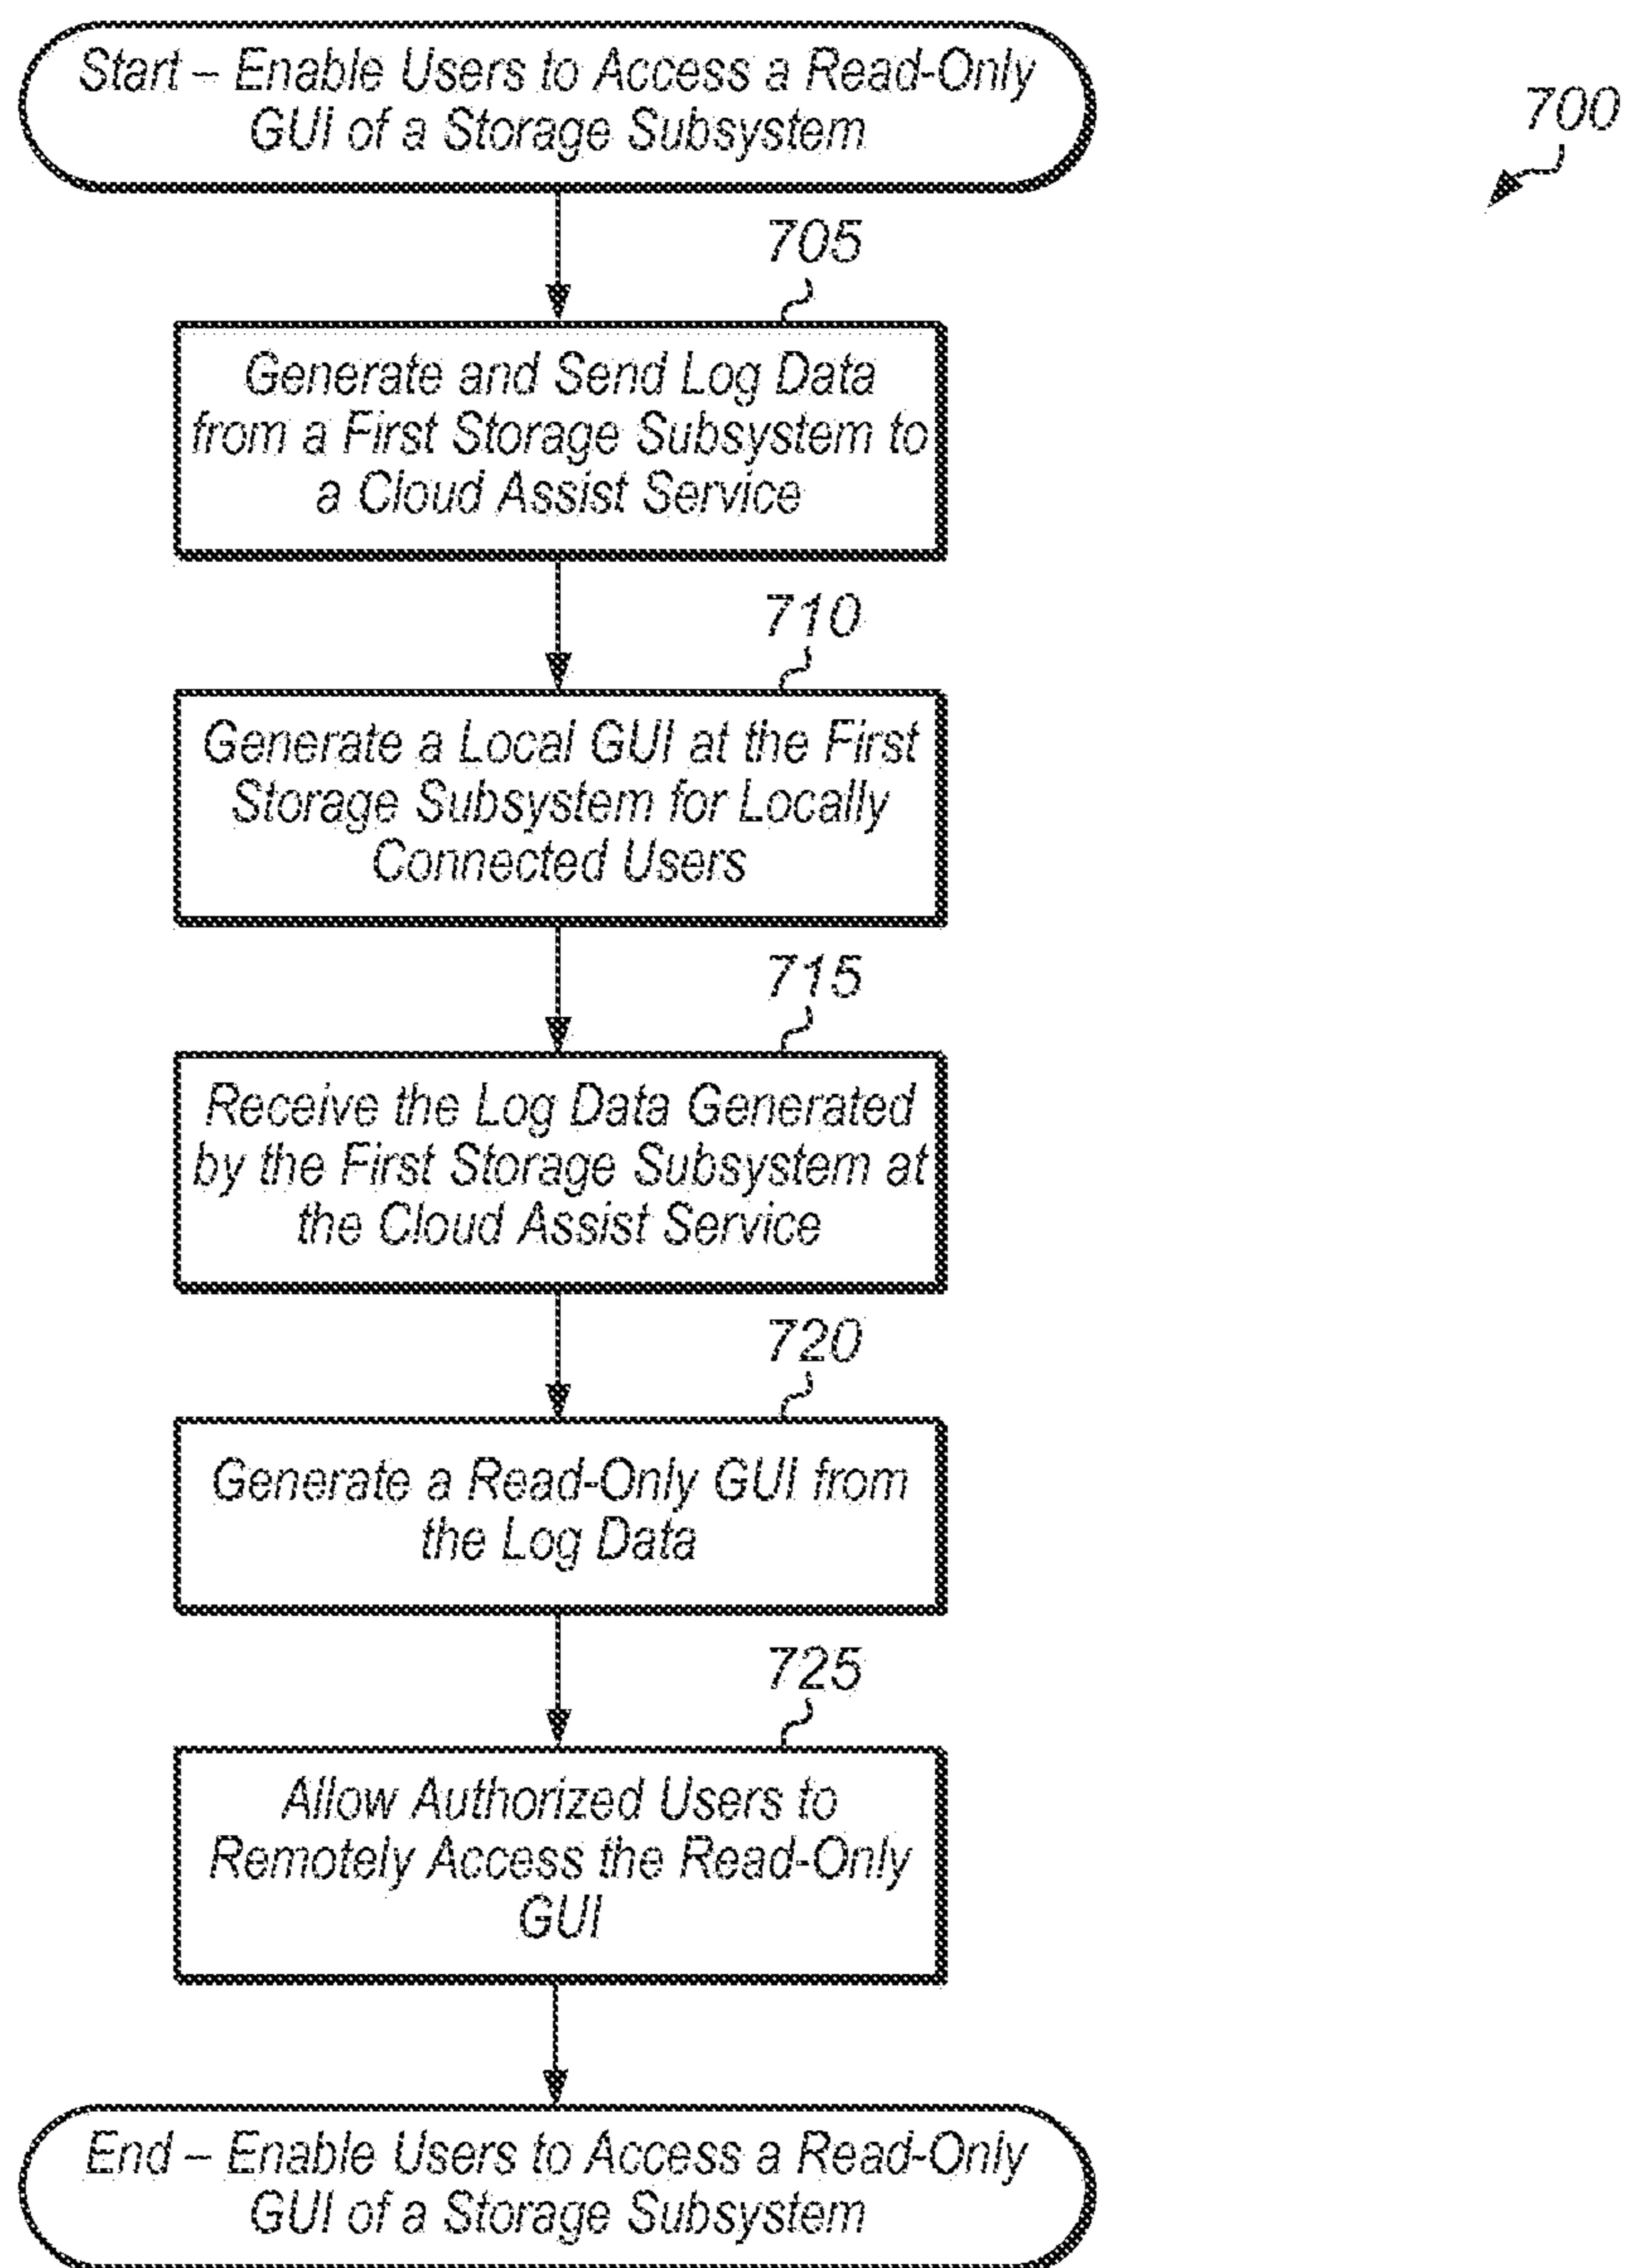 Start – Enable Users to Access a Read-Only
GUI of a Storage Subsystem
700
705
Generate and Send Log Data
from a First Storage Subsystem to
a Cloud Assist Service
710
Generate a Local GUI at the First
Storage Subsystem for Locally
Connected Users
715
Receive the Log Data Generated
by the First Storage Subsystem at
the Cloud Assist Service
720
Generate a Read-Only GUI from
the Log Data
725
Allow Authorized Users to
Remotely Access the Read-Only
GUI
End – Enable Users to Access a Read-Only
GUI of a Storage Subsystem